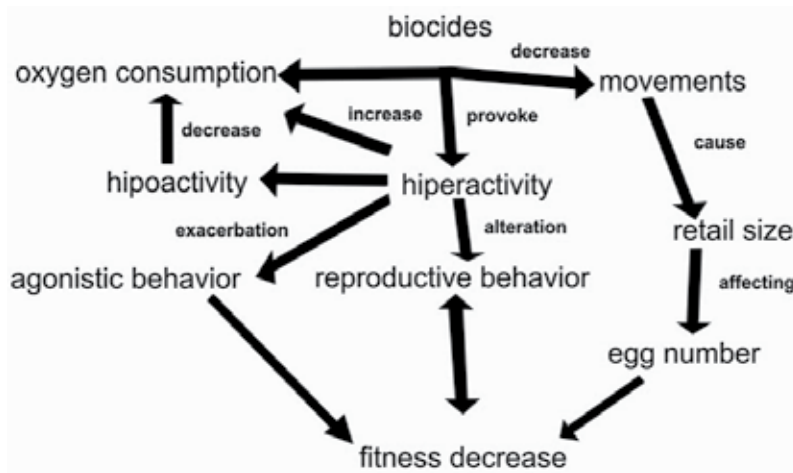 biocides
decrease
oxygen consumption
movements
increase
provoke
decrease
cause
hipoactivity
hiperactivity
exacerbation
alteration
retail size
agonistic behavior
reproductive behavior
affecting
egg number
fitness decrease